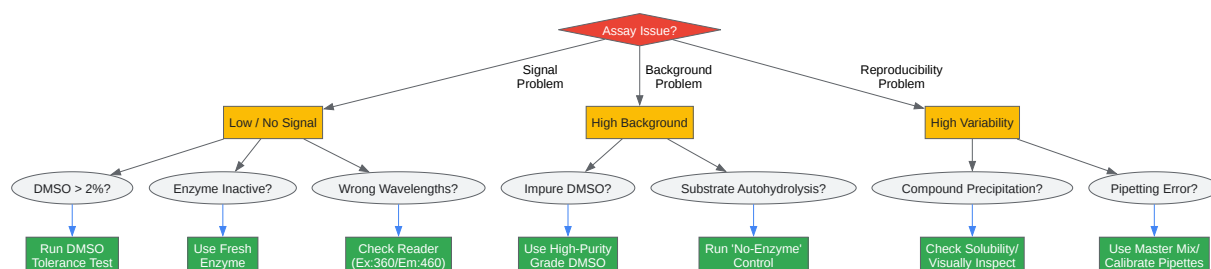 Assay Issue?
Signal
Problem
Background
Problem
Reproducibility
Problem
Low / No Signal
High Background
High Variability
DMSO > 2%?
Enzyme Inactive?
Wrong Wavelengths?
Impure DMSO?
Substrate Autohydrolysis?
Compound Precipitation?
Pipetting Error?
Run DMSO
Tolerance Test
Use Fresh
Enzyme
Check Reader
(Ex:360/Em:460)
Use High-Purity
Grade DMSO
Run 'No-Enzyme'
Control
Check Solubility/
Visually Inspect
Use Master Mix/
Calibrate Pipettes